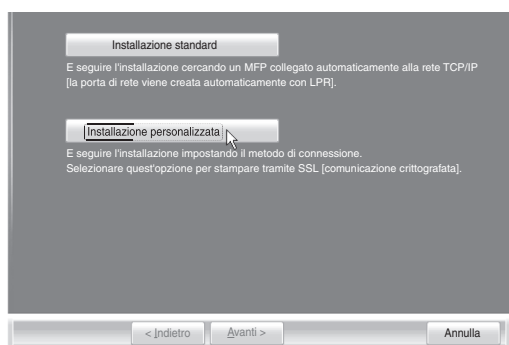 Installazione standard
E seguire l'installazione cercando un MFP collegato automaticamente alla rete TCP/IP
[la porta di rete viene creata automaticamente con LPR].
Installazione personalizzata
E seguire l'installazione impostando il metodo di connessione.
Selezionare quest'opzione per stampare tramite SSL [comunicazione crittografata].
< Indietro
Avanti >
Annulla